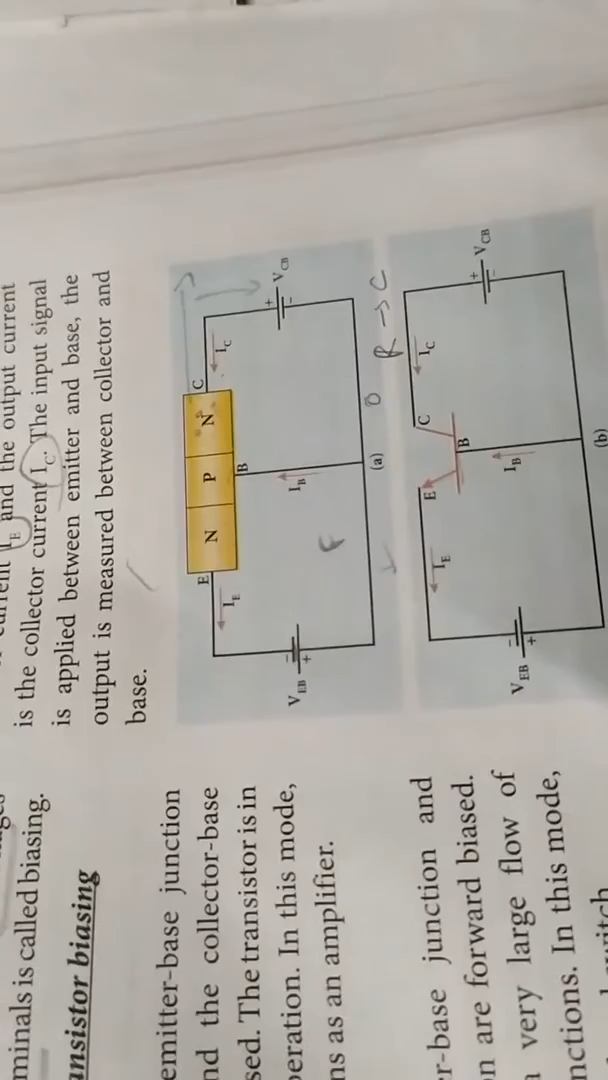 and the output current
is the collector current I_C. The input signal
is applied between emitter and base, the
output is measured between collector and
base.
E
N
P
N
C
B
I_E
I_B
I_C
V_EB
+
+
-
V_CB
(a)
F
R → C
E
C
B
I_E
I_B
I_C
V_EB
-
+
+
-
V_CB
(b)
minals is called biasing.
ansistor biasing
emitter-base junction
nd the collector-base
sed. The transistor is in
peration. In this mode,
ns as an amplifier.
r-base junction and
n are forward biased.
very large flow of
nctions. In this mode,